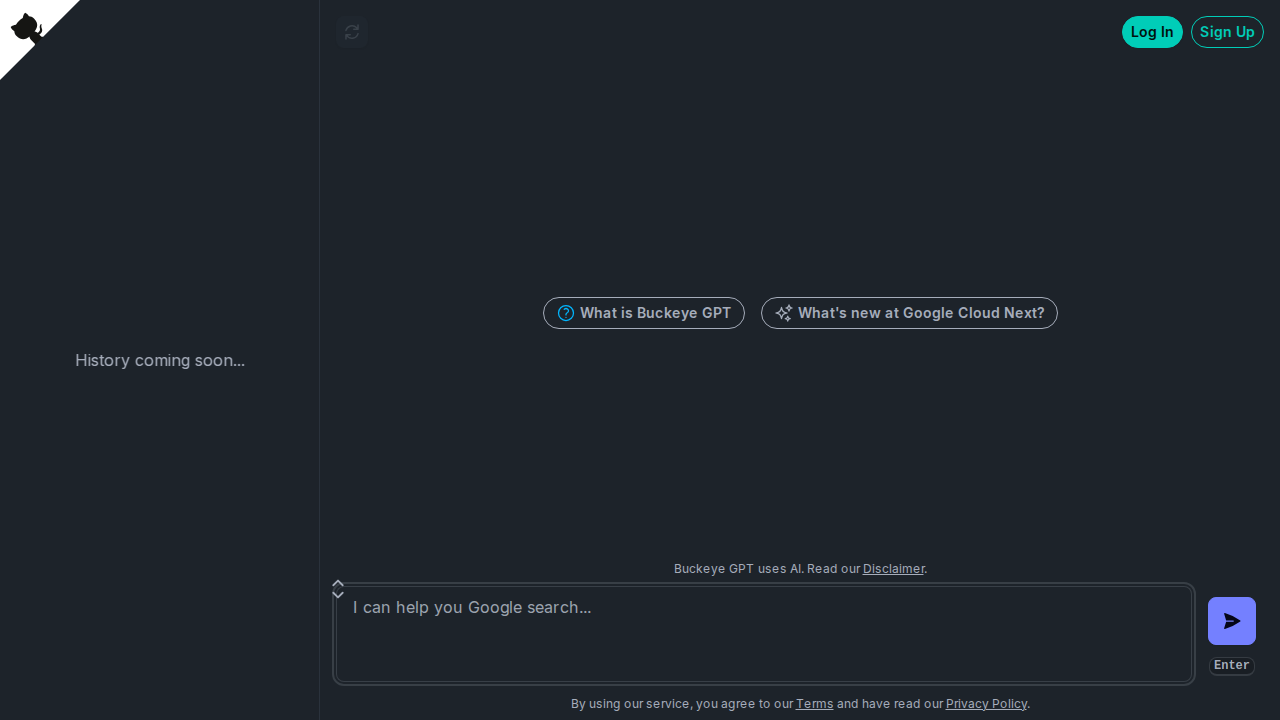 Log In
Sign Up
What is Buckeye GPT
What's new at Google Cloud Next?
History coming soon...
Buckeye GPT uses AI. Read our Disclaimer.
I can help you Google search...
Enter
By using our service, you agree to our Terms and have read our Privacy Policy.